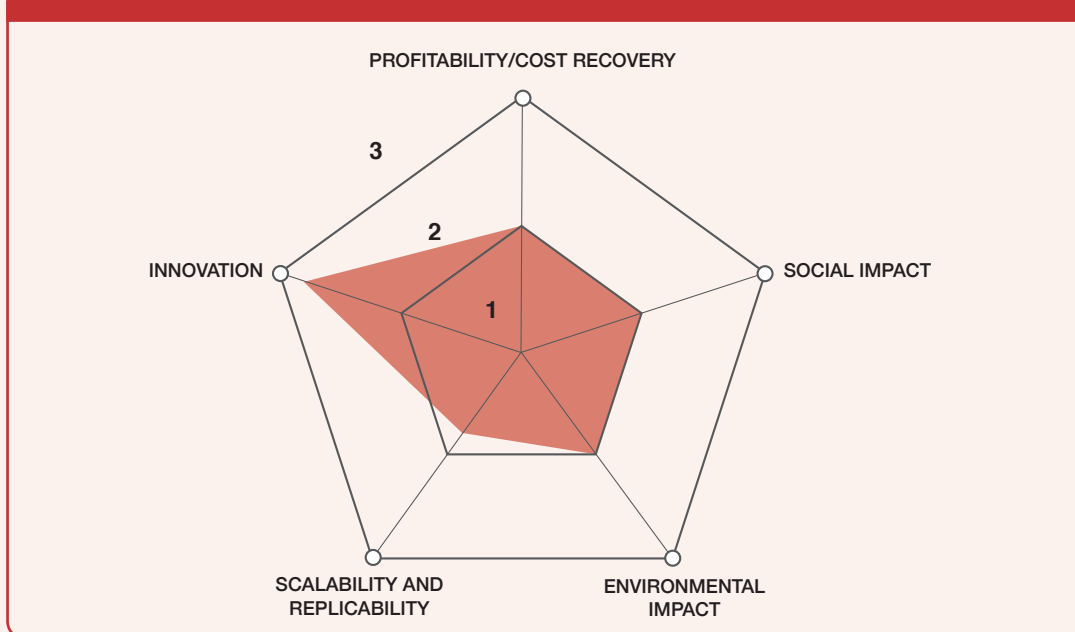 PROFITABILITY/COST RECOVERY
3
2
INNOVATION
SOCIAL IMPACT
1
SCALABILITY AND
REPLICABILITY
ENVIRONMENTAL
IMPACT